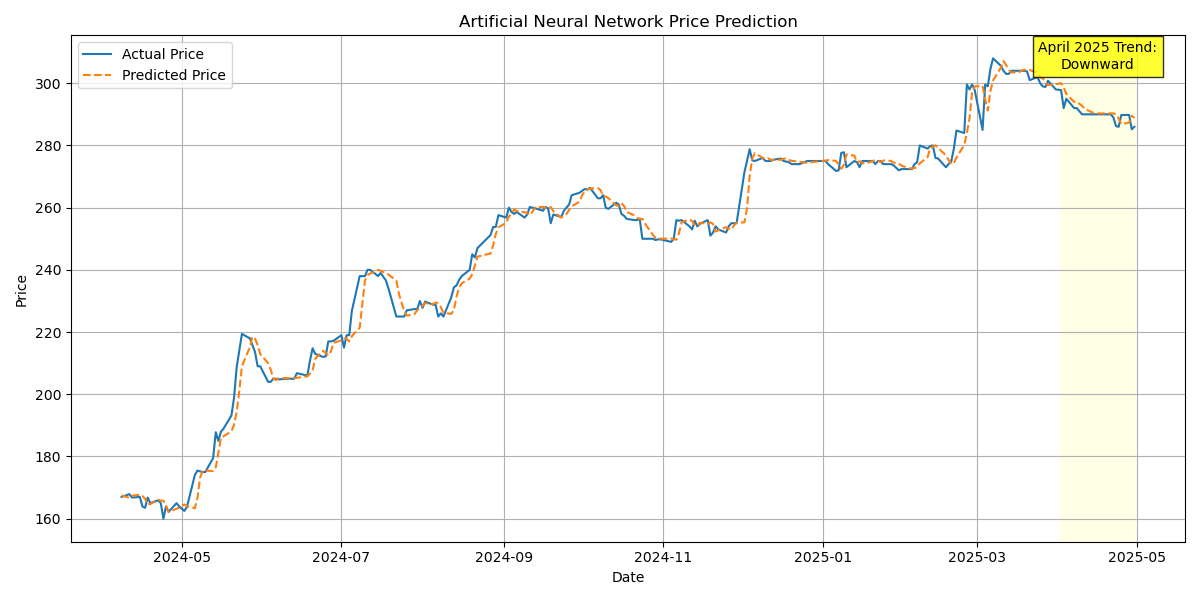 Artificial Neural Network Price Prediction
Actual Price
Predicted Price
April 2025 Trend:
Downward
Price
300
280
260
240
220
200
180
160
2024-05
2024-07
2024-09
2024-11
2025-01
2025-03
2025-05
Date